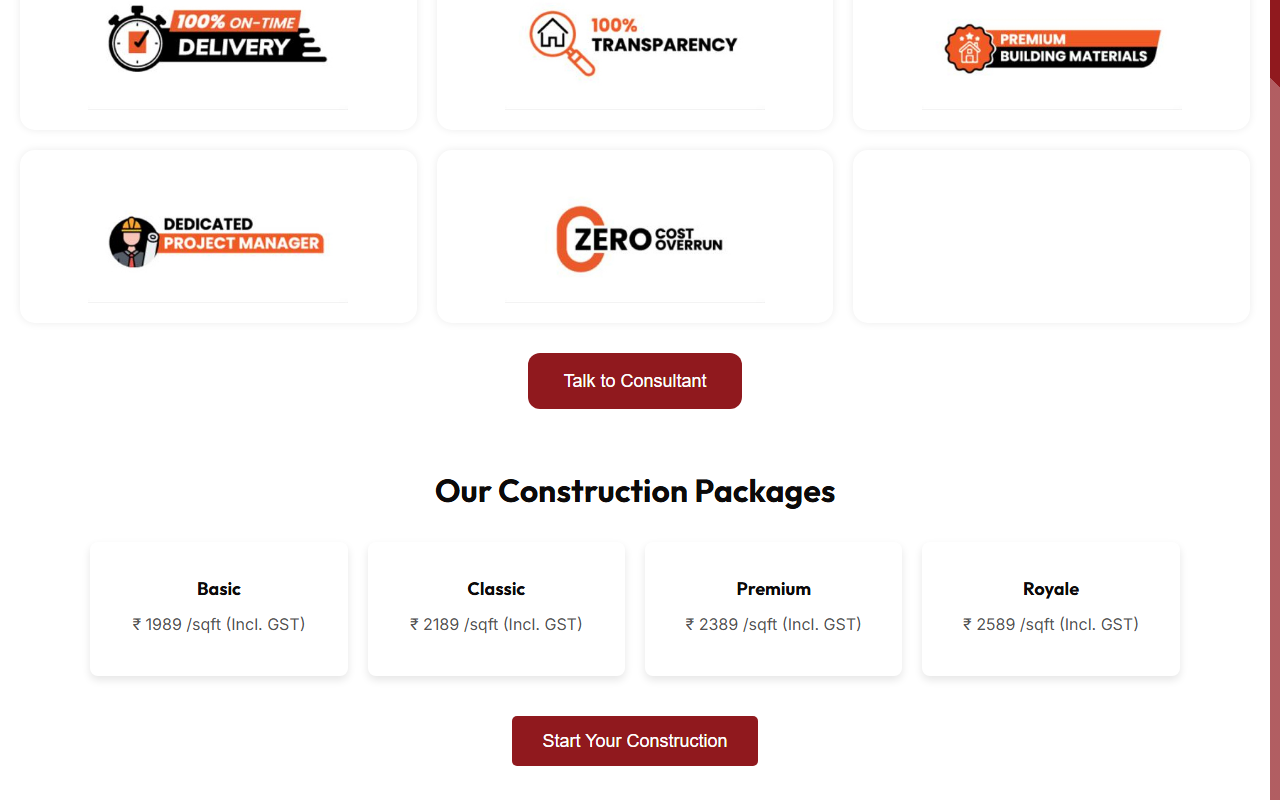 100% ON-TIME
DELIVERY
100%
TRANSPARENCY
PREMIUM
BUILDING MATERIALS
DEDICATED
PROJECT MANAGER
ZERO COST
OVERRUN
Talk to Consultant
Our Construction Packages
Basic
₹ 1989 /sqft (Incl. GST)
Classic
₹ 2189 /sqft (Incl. GST)
Premium
₹ 2389 /sqft (Incl. GST)
Royale
₹ 2589 /sqft (Incl. GST)
Start Your Construction